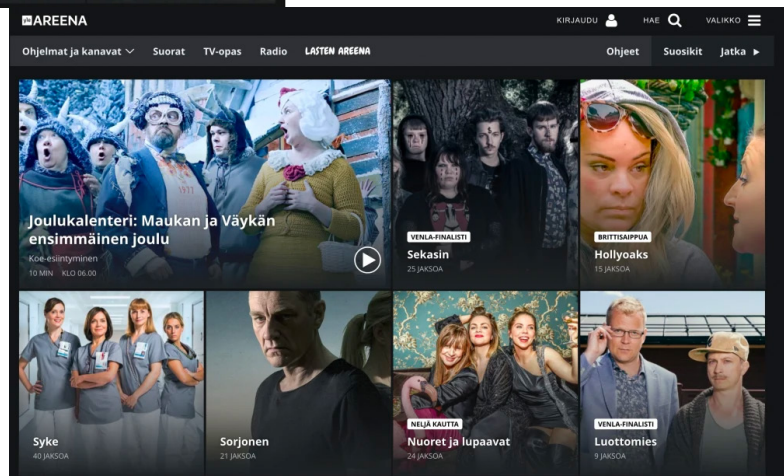 yle AREENA
KIRJAUDU
HAE
VALIKKO
Ohjelmat ja kanavat
Suorat
TV-opas
Radio
LASTEN AREENA
Ohjeet
Suosikit
Jatka
Joulukalenteri: Maukan ja Väykän
ensimmäinen joulu
Koe-esiintyminen
10 MIN KLO 06.00
VENLA-FINALISTI
Sekasin
25 JAKSOA
BRITTISAIPPUA
Hollyoaks
15 JAKSOA
Syke
40 JAKSOA
Sorjonen
21 JAKSOA
NELJÄ KAUTTA
Nuoret ja lupaavat
24 JAKSOA
VENLA-FINALISTI
Luottomies
9 JAKSOA